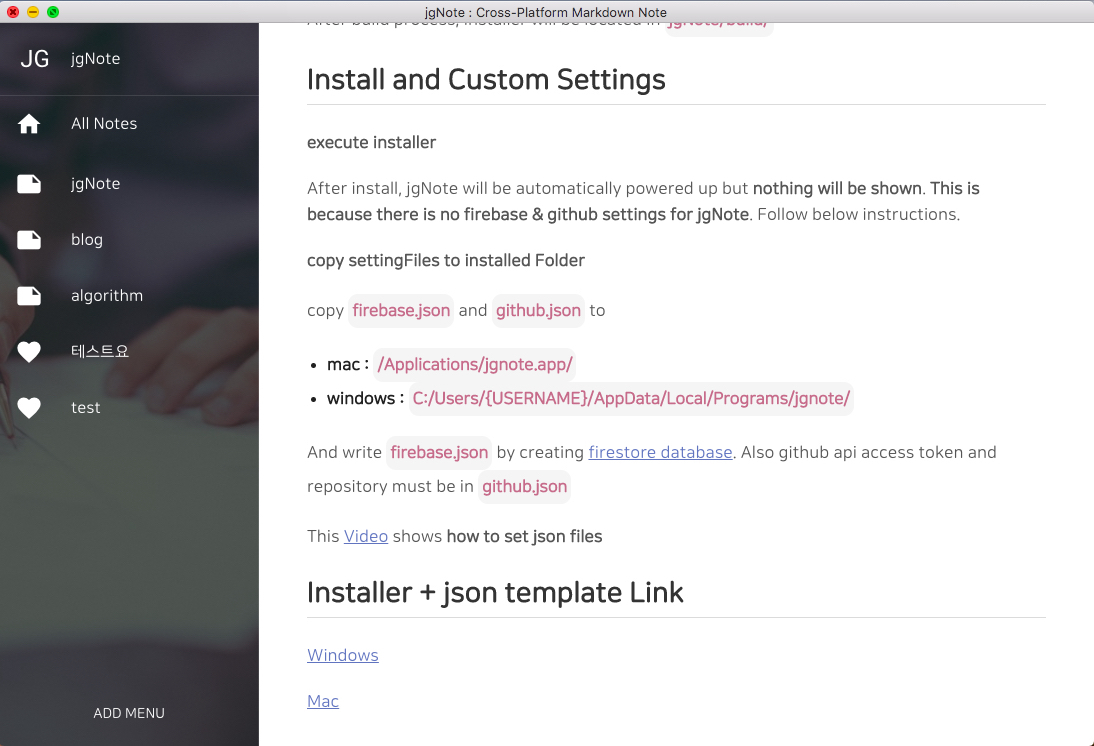 jgNote : Cross-Platform Markdown Note
JG jgNote
All Notes
jgNote
blog
algorithm
테스트요
test
ADD MENU
After build process, installer will be located in jgNote/build/
Install and Custom Settings
execute installer
After install, jgNote will be automatically powered up but nothing will be shown. This is
because there is no firebase & github settings for jgNote. Follow below instructions.
copy settingFiles to installed Folder
copy firebase.json and github.json to
• mac : /Applications/jgnote.app/
• windows : C:/Users/{USERNAME}/AppData/Local/Programs/jgnote/
And write firebase.json by creating firestore database. Also github api access token and
repository must be in github.json
This Video shows how to set json files
Installer + json template Link
Windows
Mac